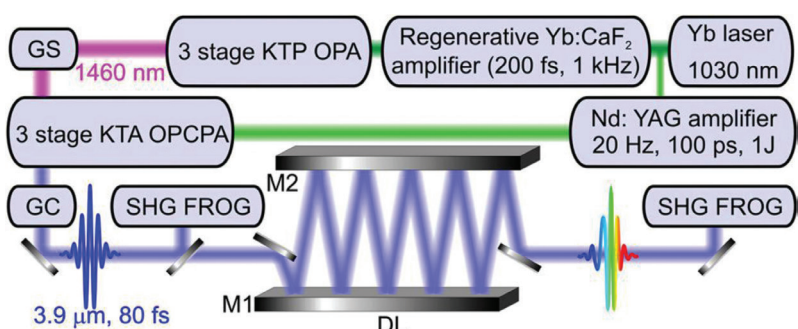 GS
1460 nm
3 stage KTP OPA
Regenerative Yb:CaF₂
amplifier (200 fs, 1 kHz)
Yb laser
1030 nm
3 stage KTA OPCPA
Nd: YAG amplifier
20 Hz, 100 ps, 1J
M2
GC
SHG FROG
SHG FROG
M1
3.9 μm, 80 fs
DL